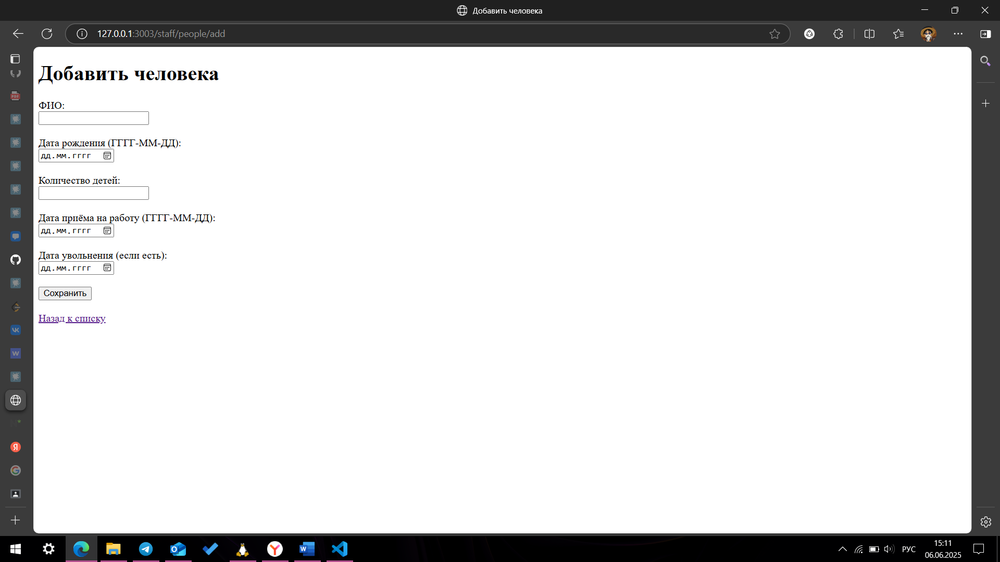 Добавить человека
127.0.0.1:3003/staff/people/add
Добавить человека
ФИО:
Дата рождения (ГГГГ-ММ-ДД):
дд.мм.гггг
Количество детей:
Дата приёма на работу (ГГГГ-ММ-ДД):
дд.мм.гггг
Дата увольнения (если есть):
дд.мм.гггг
Сохранить
Назад к списку
PDF
VK
W
Я
G
O
Y
W
РУС
15:11
06.06.2025